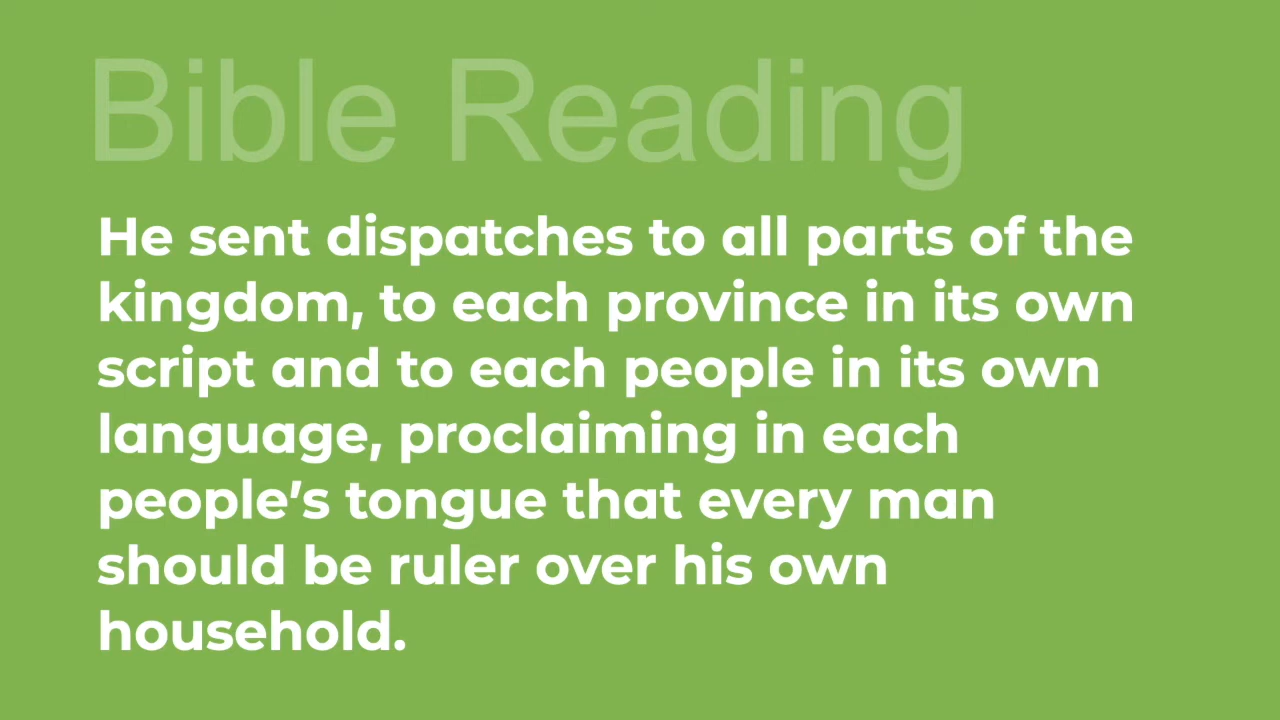 Bible Reading
He sent dispatches to all parts of the
kingdom, to each province in its own
script and to each people in its own
language, proclaiming in each
people’s tongue that every man
should be ruler over his own
household.